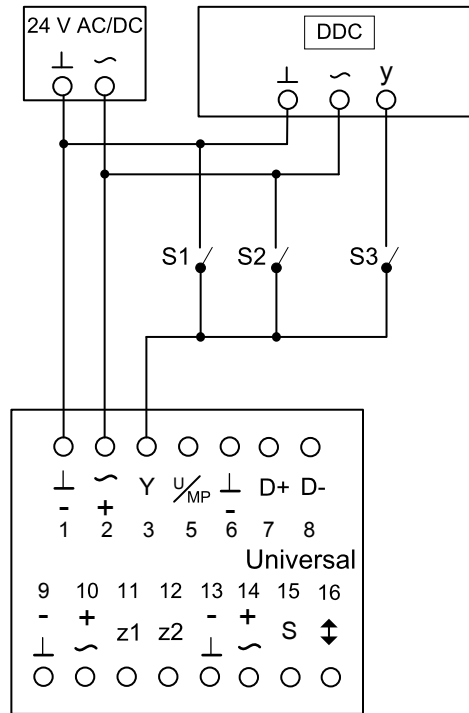 24 V AC/DC
DDC
⊥ ~
⊥ ~ y
S1 S2 S3
⊥ ~ Y U/MP ⊥ D+ D-
- + -
1 2 3 5 6 7 8
Universal
9 10 11 12 13 14 15 16
- + z1 z2 - + S ↕
⊥ ~ ⊥ ~